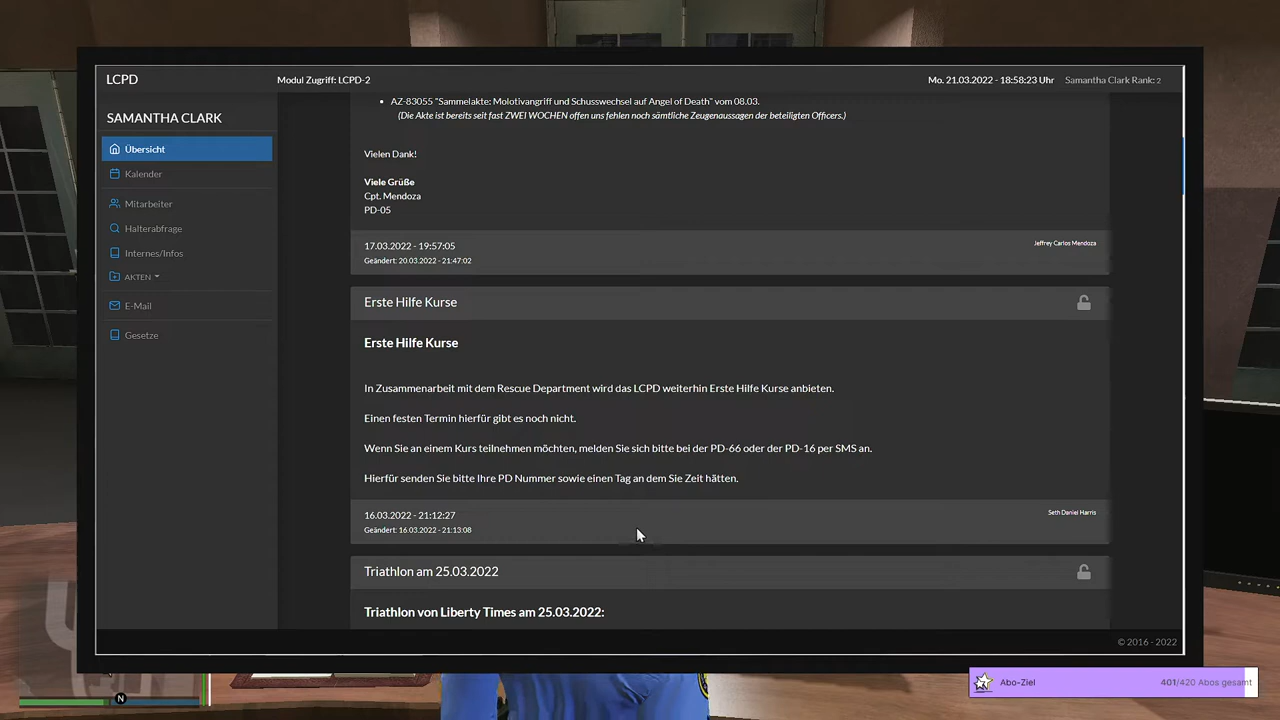 LCPD
Modul Zugriff: LCPD-2
Mo. 21.03.2022 - 18:58:23 Uhr
Samantha Clark Rank: 2
SAMANTHA CLARK
Übersicht
Kalender
Mitarbeiter
Halterabfrage
Internes/Infos
AKTEN
E-Mail
Gesetze
• AZ-83055 "Sammelakte: Molotivangriff und Schusswechsel auf Angel of Death" vom 08.03.
(Die Akte ist bereits seit fast ZWEI WOCHEN offen uns fehlen noch sämtliche Zeugenaussagen der beteiligten Officers.)
Vielen Dank!
Viele Grüße
Cpt. Mendoza
PD-05
17.03.2022 - 19:57:05
Jeffrey Carlos Mendoza
Geändert: 20.03.2022 - 21:47:02
Erste Hilfe Kurse
Erste Hilfe Kurse
In Zusammenarbeit mit dem Rescue Department wird das LCPD weiterhin Erste Hilfe Kurse anbieten.
Einen festen Termin hierfür gibt es noch nicht.
Wenn Sie an einem Kurs teilnehmen möchten, melden Sie sich bitte bei der PD-66 oder der PD-16 per SMS an.
Hierfür senden Sie bitte Ihre PD Nummer sowie einen Tag an dem Sie Zeit hätten.
16.03.2022 - 21:12:27
Seth Daniel Harris
Geändert: 16.03.2022 - 21:13:08
Triathlon am 25.03.2022
Triathlon von Liberty Times am 25.03.2022:
© 2016 - 2022
Abo-Ziel
401/420 Abos gesamt
N